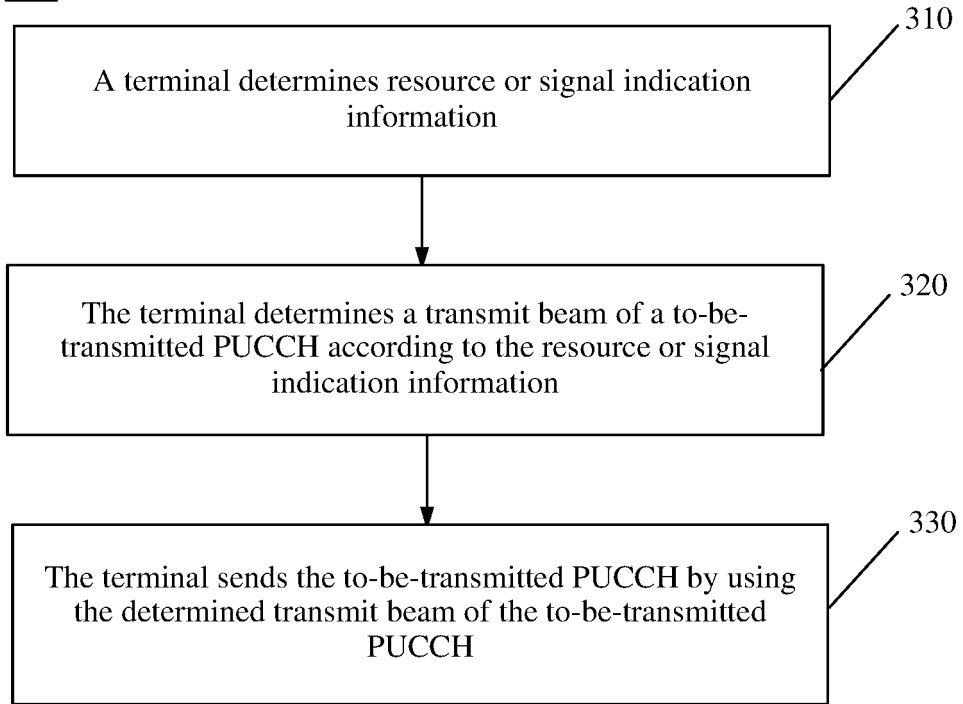 310
A terminal determines resource or signal indication
information
320
The terminal determines a transmit beam of a to-be-
transmitted PUCCH according to the resource or signal
indication information
330
The terminal sends the to-be-transmitted PUCCH by using
the determined transmit beam of the to-be-transmitted
PUCCH